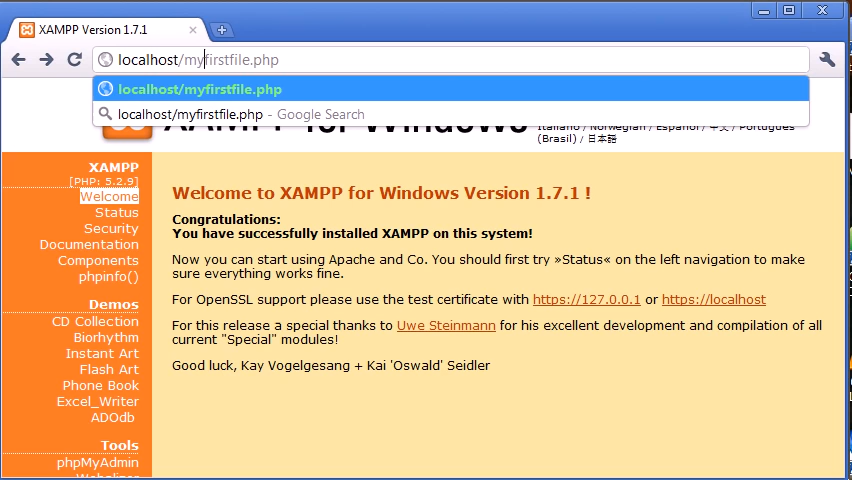 XAMPP Version 1.7.1
localhost/myfirstfile.php
localhost/myfirstfile.php
localhost/myfirstfile.php - Google Search
XAMPP for Windows
Italiano / Norwegian / Español / 中文 / Português
(Brasil) / 日本語
XAMPP
[PHP: 5.2.9]
Welcome
Status
Security
Documentation
Components
phpinfo()
Demos
CD Collection
Biorhythm
Instant Art
Flash Art
Phone Book
Excel_Writer
ADOdb
Tools
phpMyAdmin
Webalizer
Welcome to XAMPP for Windows Version 1.7.1 !
Congratulations:
You have successfully installed XAMPP on this system!
Now you can start using Apache and Co. You should first try »Status« on the left navigation to make
sure everything works fine.
For OpenSSL support please use the test certificate with https://127.0.0.1 or https://localhost
For this release a special thanks to Uwe Steinmann for his excellent development and compilation of all
current "Special" modules!
Good luck, Kay Vogelgesang + Kai 'Oswald' Seidler